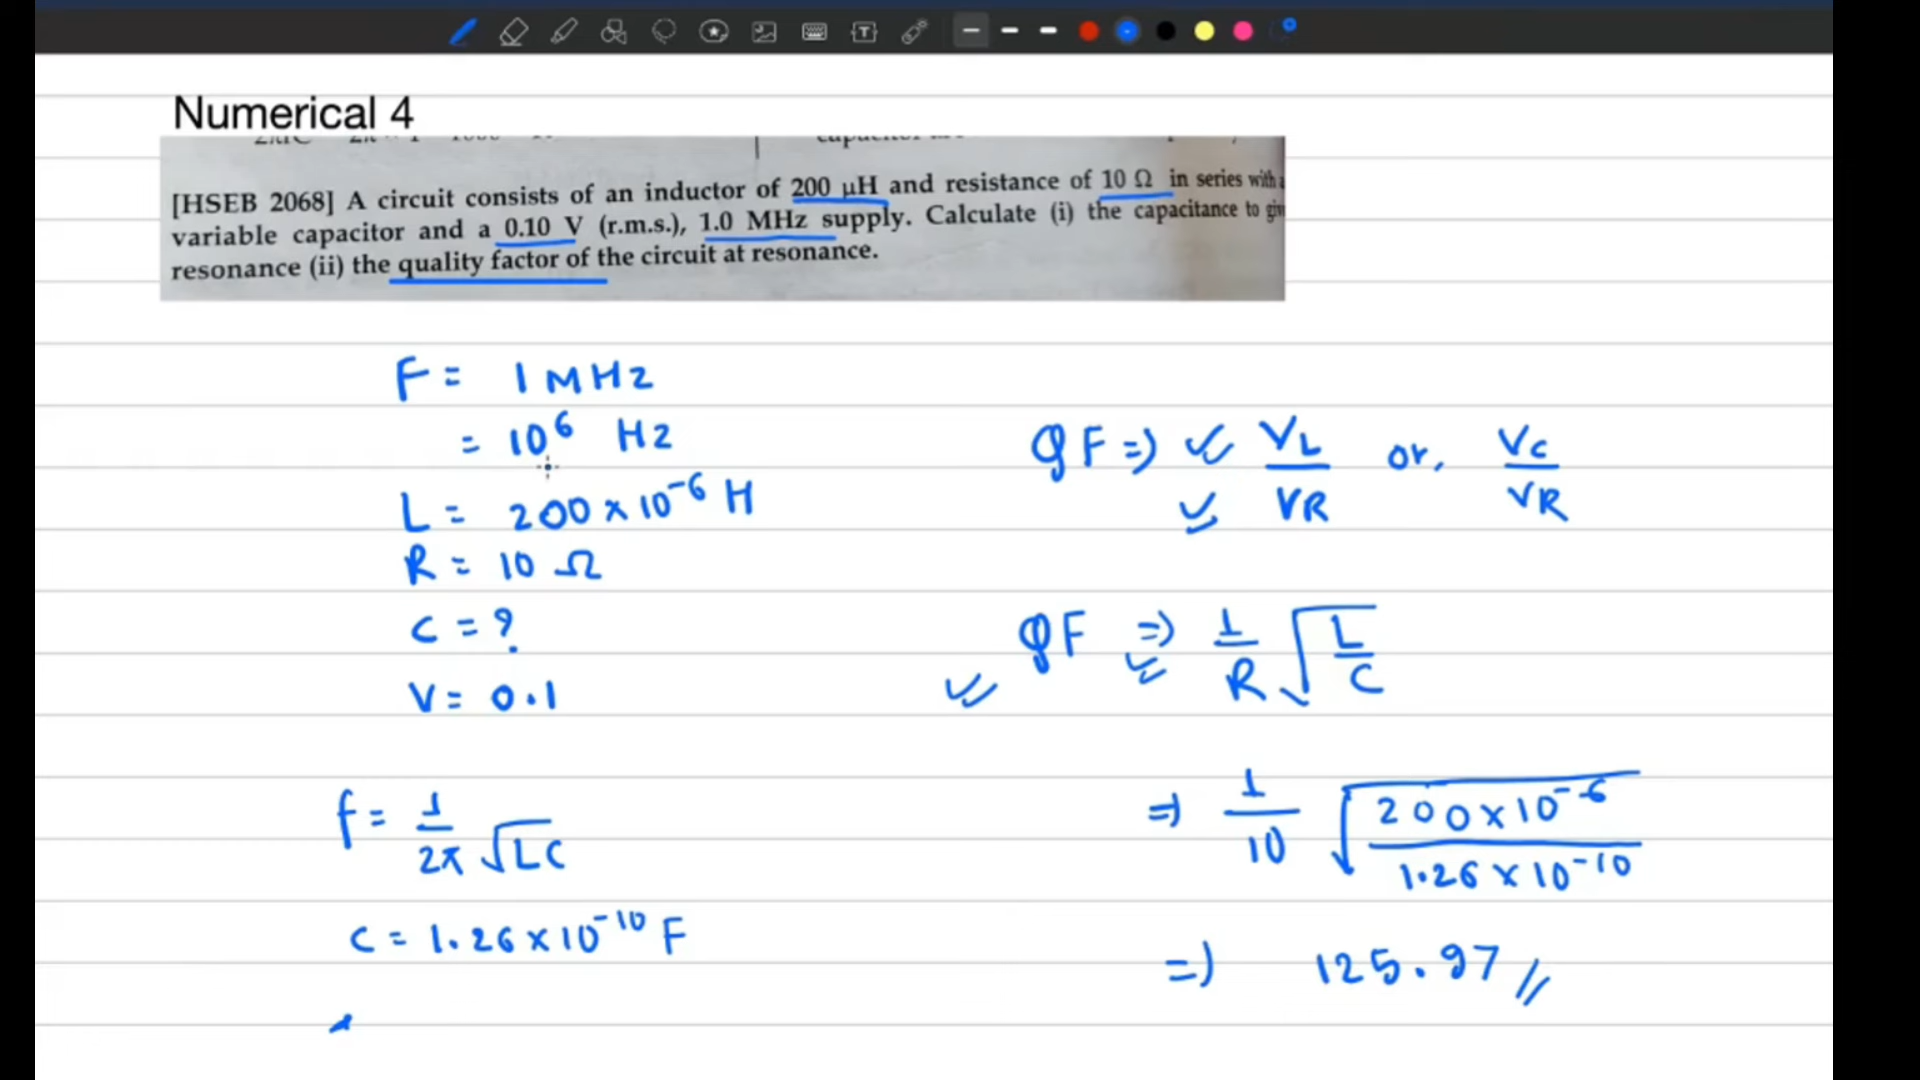 Numerical 4
[HSEB 2068] A circuit consists of an inductor of 200 μH and resistance of 10 Ω in series with
variable capacitor and a 0.10 V (r.m.s.), 1.0 MHz supply. Calculate (i) the capacitance to
resonance (ii) the quality factor of the circuit at resonance.
F = 1 MHz
= 10⁶ Hz
L = 200 × 10⁻⁶ H
R = 10 Ω
C = ?
V = 0.1
f = 1 / 2π √LC
C = 1.26 × 10⁻¹⁰ F
QF ⇒ VL / VR or, VC / VR
QF ⇒ 1 / R √ L / C
⇒ 1 / 10 √ 200 × 10⁻⁶ / 1.26 × 10⁻¹⁰
⇒ 125.97 //